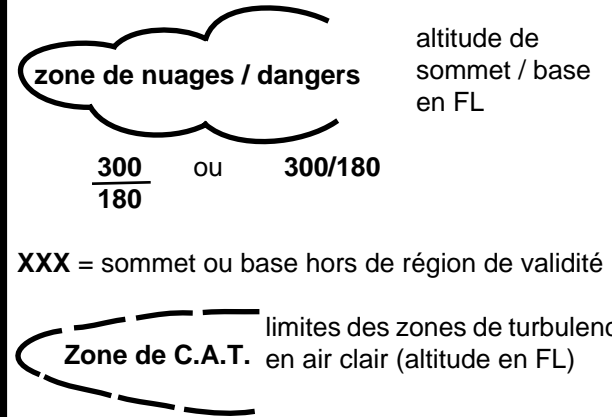 altitude de
sommet / base
en FL
zone de nuages / dangers
300 ou 300/180
180
XXX = sommet ou base hors de région de validité
limites des zones de turbulenc
Zone de C.A.T. en air clair (altitude en FL)